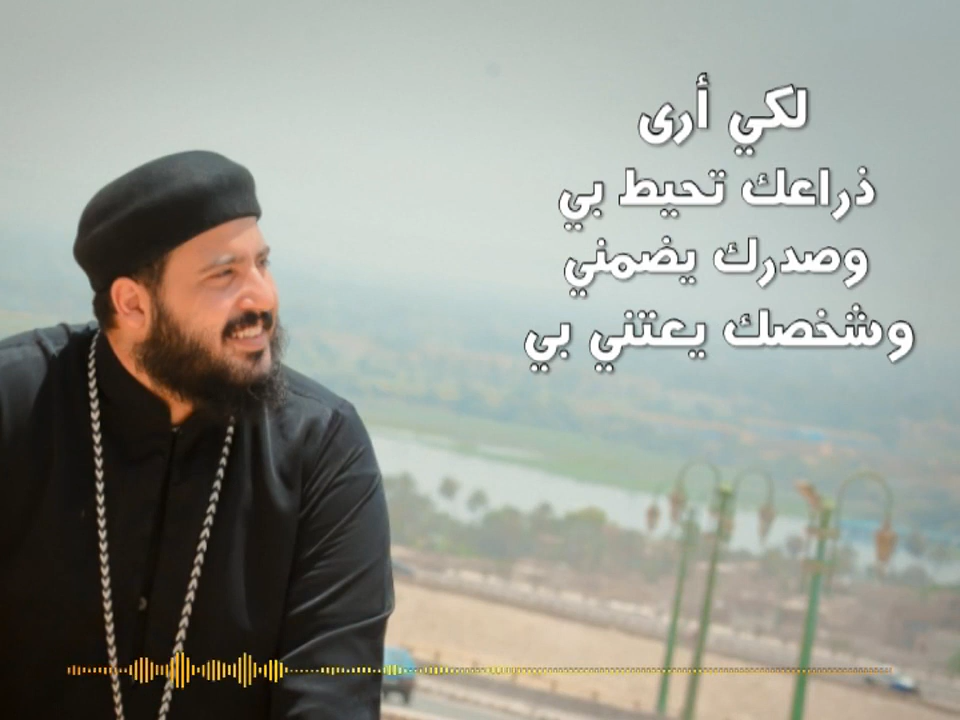 لكي أرى
ذراعك تحيط بي
وصدرك يضمني
وشخصك يعتني بي